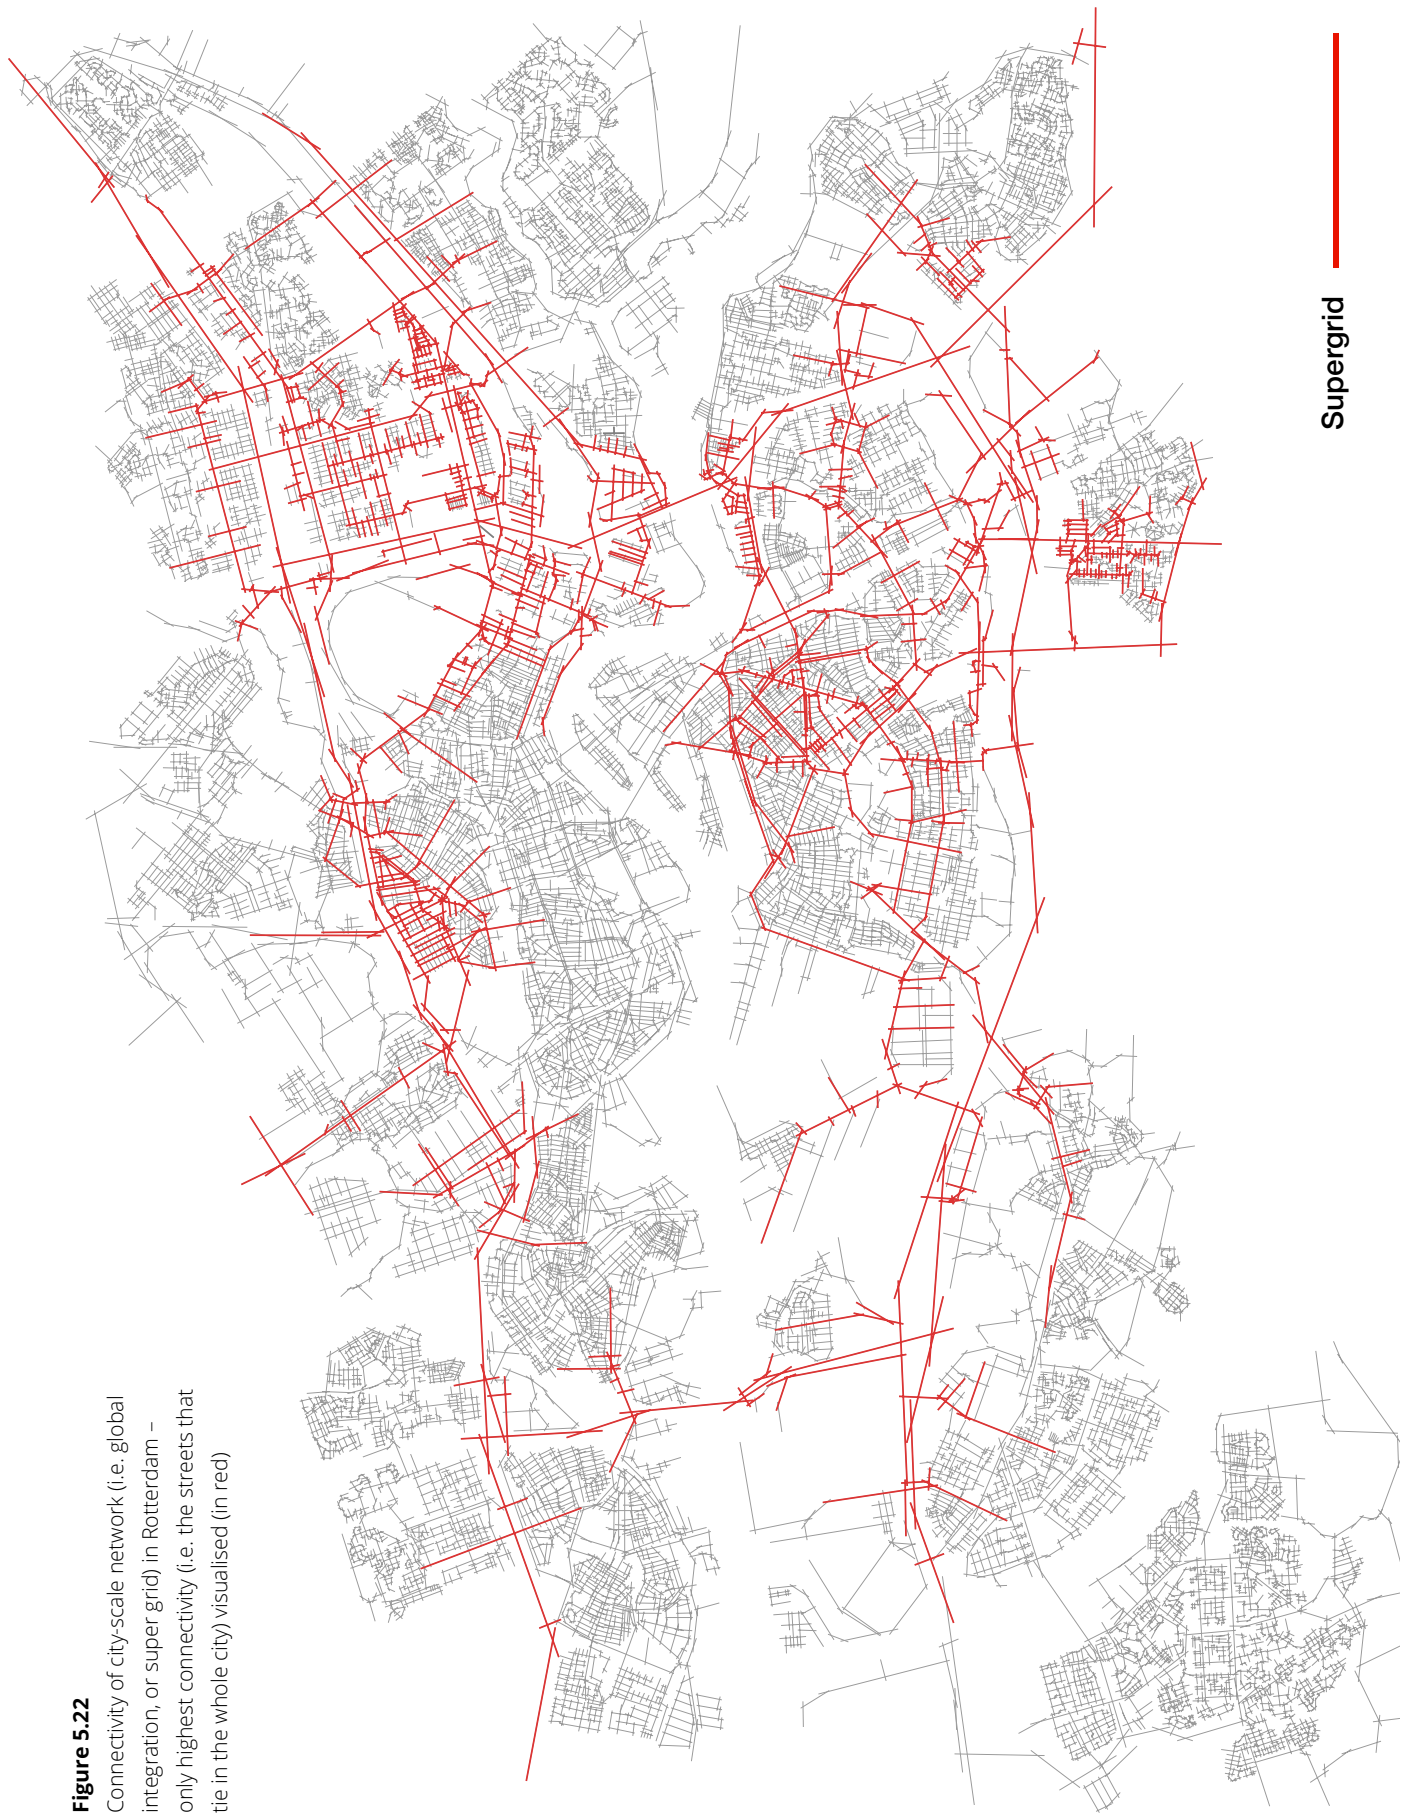 Figure 5.22
Connectivity of city-scale network (i.e. global
integration, or super grid) in Rotterdam –
only highest connectivity (i.e. the streets that
tie in the whole city) visualised (in red)
Supergrid